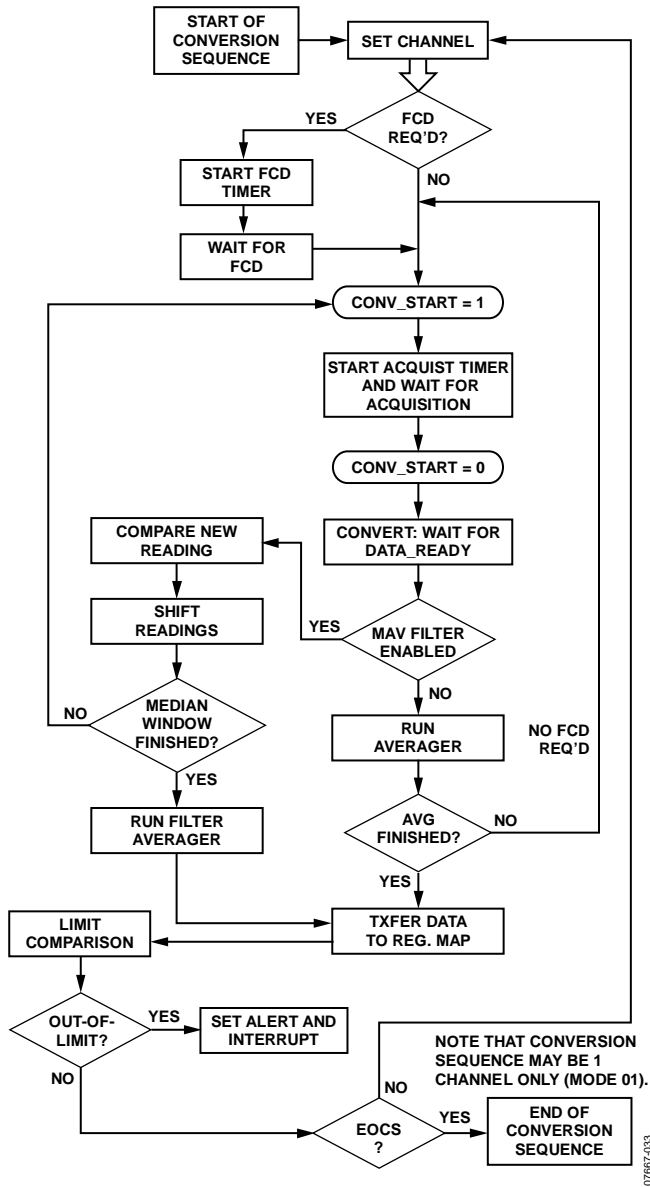 START OF
CONVERSION
SEQUENCE
SET CHANNEL
FCD
REQ'D?
YES
NO
START FCD
TIMER
WAIT FOR
FCD
CONV_START = 1
START ACQUIST TIMER
AND WAIT FOR
ACQUISITION
CONV_START = 0
CONVERT: WAIT FOR
DATA_READY
COMPARE NEW
READING
SHIFT
READINGS
YES
MAV FILTER
ENABLED
NO
MEDIAN
WINDOW
FINISHED?
NO
YES
RUN
AVERAGER
NO FCD
REQ'D
RUN FILTER
AVERAGER
AVG
FINISHED?
NO
YES
TXFER DATA
TO REG. MAP
LIMIT
COMPARISON
OUT-OF-
LIMIT?
YES
SET ALERT AND
INTERRUPT
NO
NOTE THAT CONVERSION
SEQUENCE MAY BE 1
CHANNEL ONLY (MODE 01).
NO
EOCS
?
YES
END OF
CONVERSION
SEQUENCE
07667-033